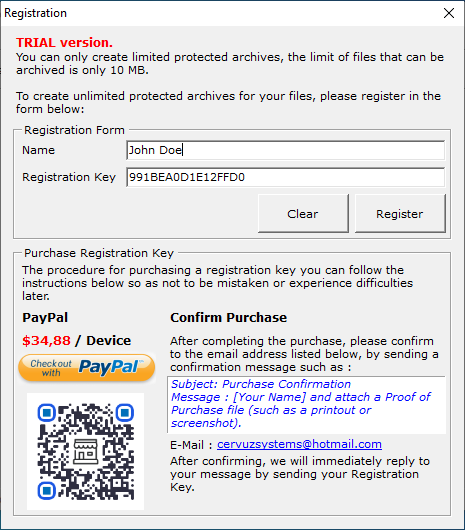 Registration
TRIAL version.
You can only create limited protected archives, the limit of files that can be
archived is only 10 MB.
To create unlimited protected archives for your files, please register in the
form below:
Registration Form
Name
John Doe
Registration Key
991BEA0D1E12FFD0
Clear
Register
Purchase Registration Key
The procedure for purchasing a registration key you can follow the
instructions below so as not to be mistaken or experience difficulties
later.
PayPal
$34,88 / Device
Checkout
with
PayPal™
Confirm Purchase
After completing the purchase, please confirm
to the email address listed below, by sending a
confirmation message such as :
Subject: Purchase Confirmation
Message : [Your Name] and attach a Proof of
Purchase file (such as a printout or
screenshot).
E-Mail : cervuzsystems@hotmail.com
After confirming, we will immediately reply to
your message by sending your Registration
Key.